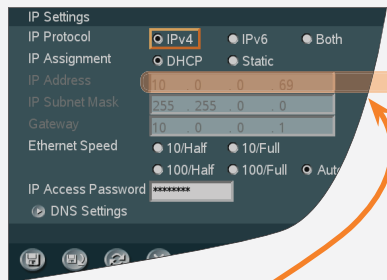 IP Settings
IP Protocol IPv4 IPv6 Both
IP Assignment DHCP Static
IP Address 10 . 0 . 0 . 69
IP Subnet Mask 255 . 255 . 0 . 0
Gateway 10 . 0 . 0 . 1
Ethernet Speed 10/Half 10/Full
100/Half 100/Full Auto
IP Access Password ********
DNS Settings